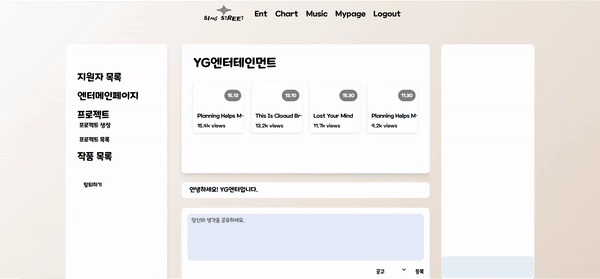 SING STREET
Ent Chart Music Mypage Logout
지원자 목록
엔터메인페이지
프로젝트
프로젝트 생성
프로젝트 목록
작품 목록
탈퇴하기
YG엔터테인먼트
15,13 13,10 15,30 11,30
Planning Helps M- This Is Clooud Br- Lost Your Mind Planning Helps M-
15.4k views 13.2k views 11.7k views 9.2k views
안녕하세요! YG엔터입니다.
당신의 생각을 공유하세요.
공고 등록